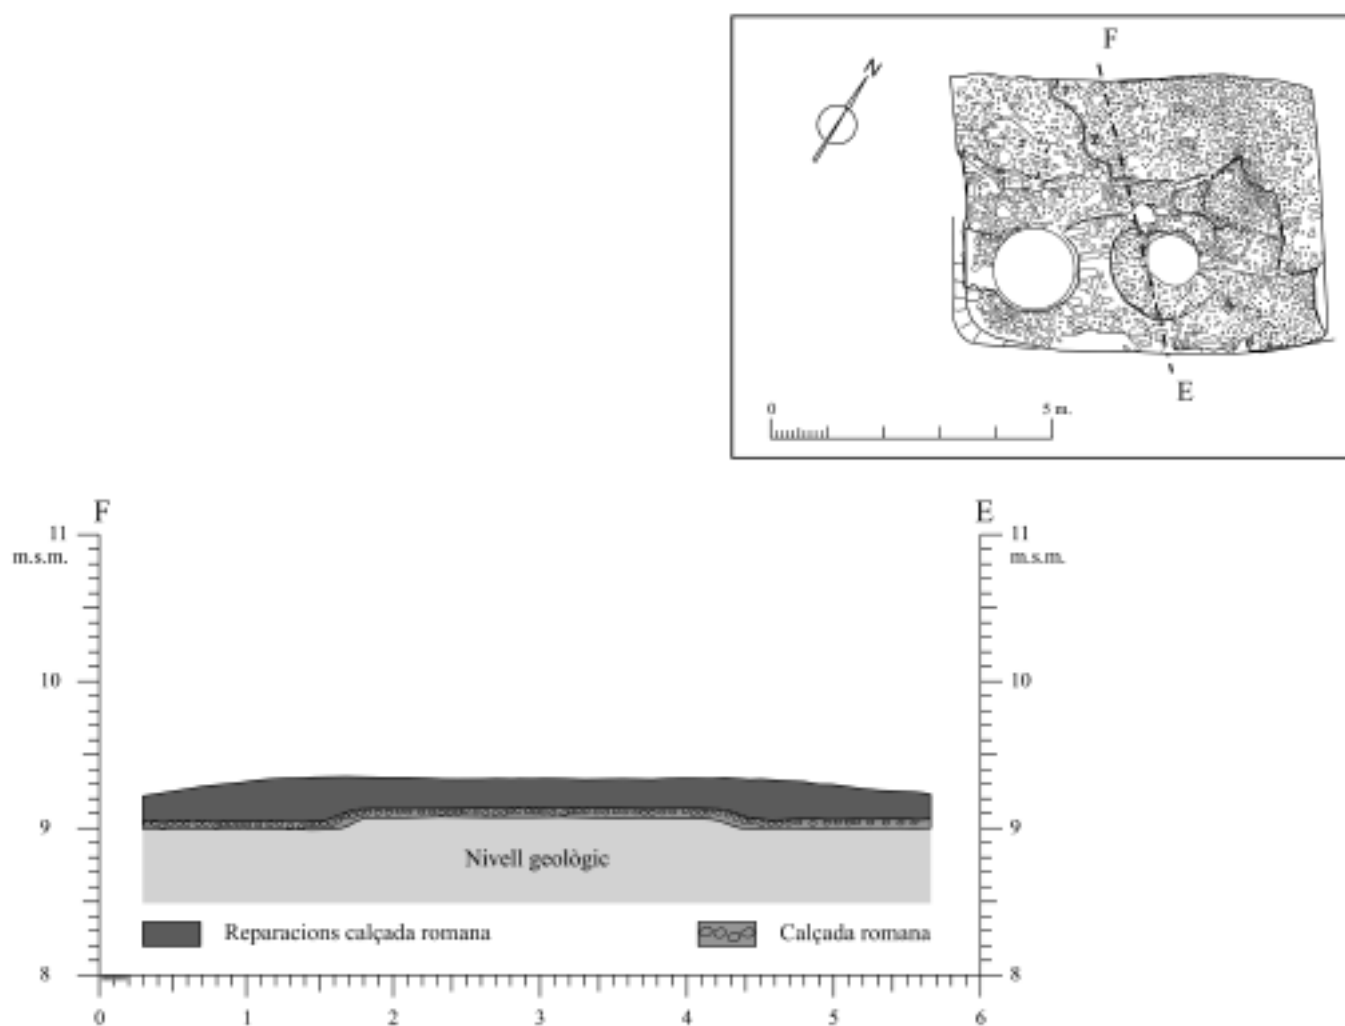 F
N
E
0 5 m.
F E
11 11
m.s.m. m.s.m.
10 10
9 9
Nivell geològic
Reparacions calçada romana Calçada romana
8 8
0 1 2 3 4 5 6